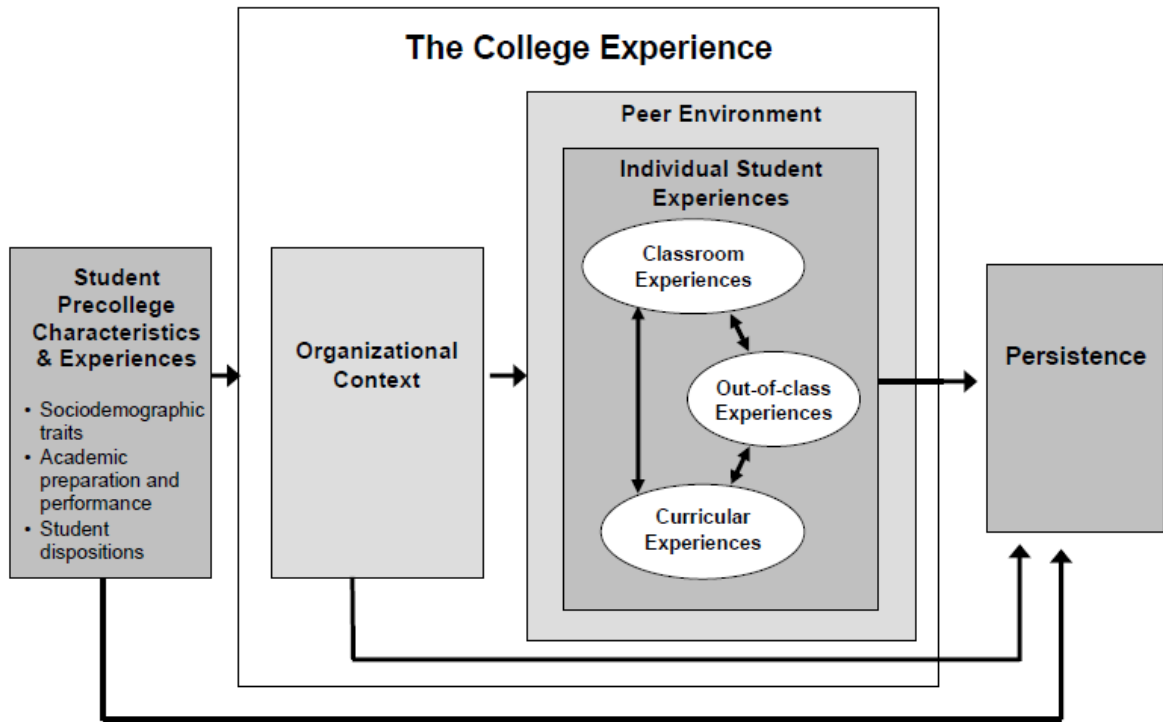 The College Experience
Peer Environment
Individual Student
Experiences
Classroom
Experiences
Out-of-class
Experiences
Curricular
Experiences
Student
Precollege
Characteristics
& Experiences
• Sociodemographic
traits
• Academic
preparation and
performance
• Student
dispositions
Organizational
Context
Persistence